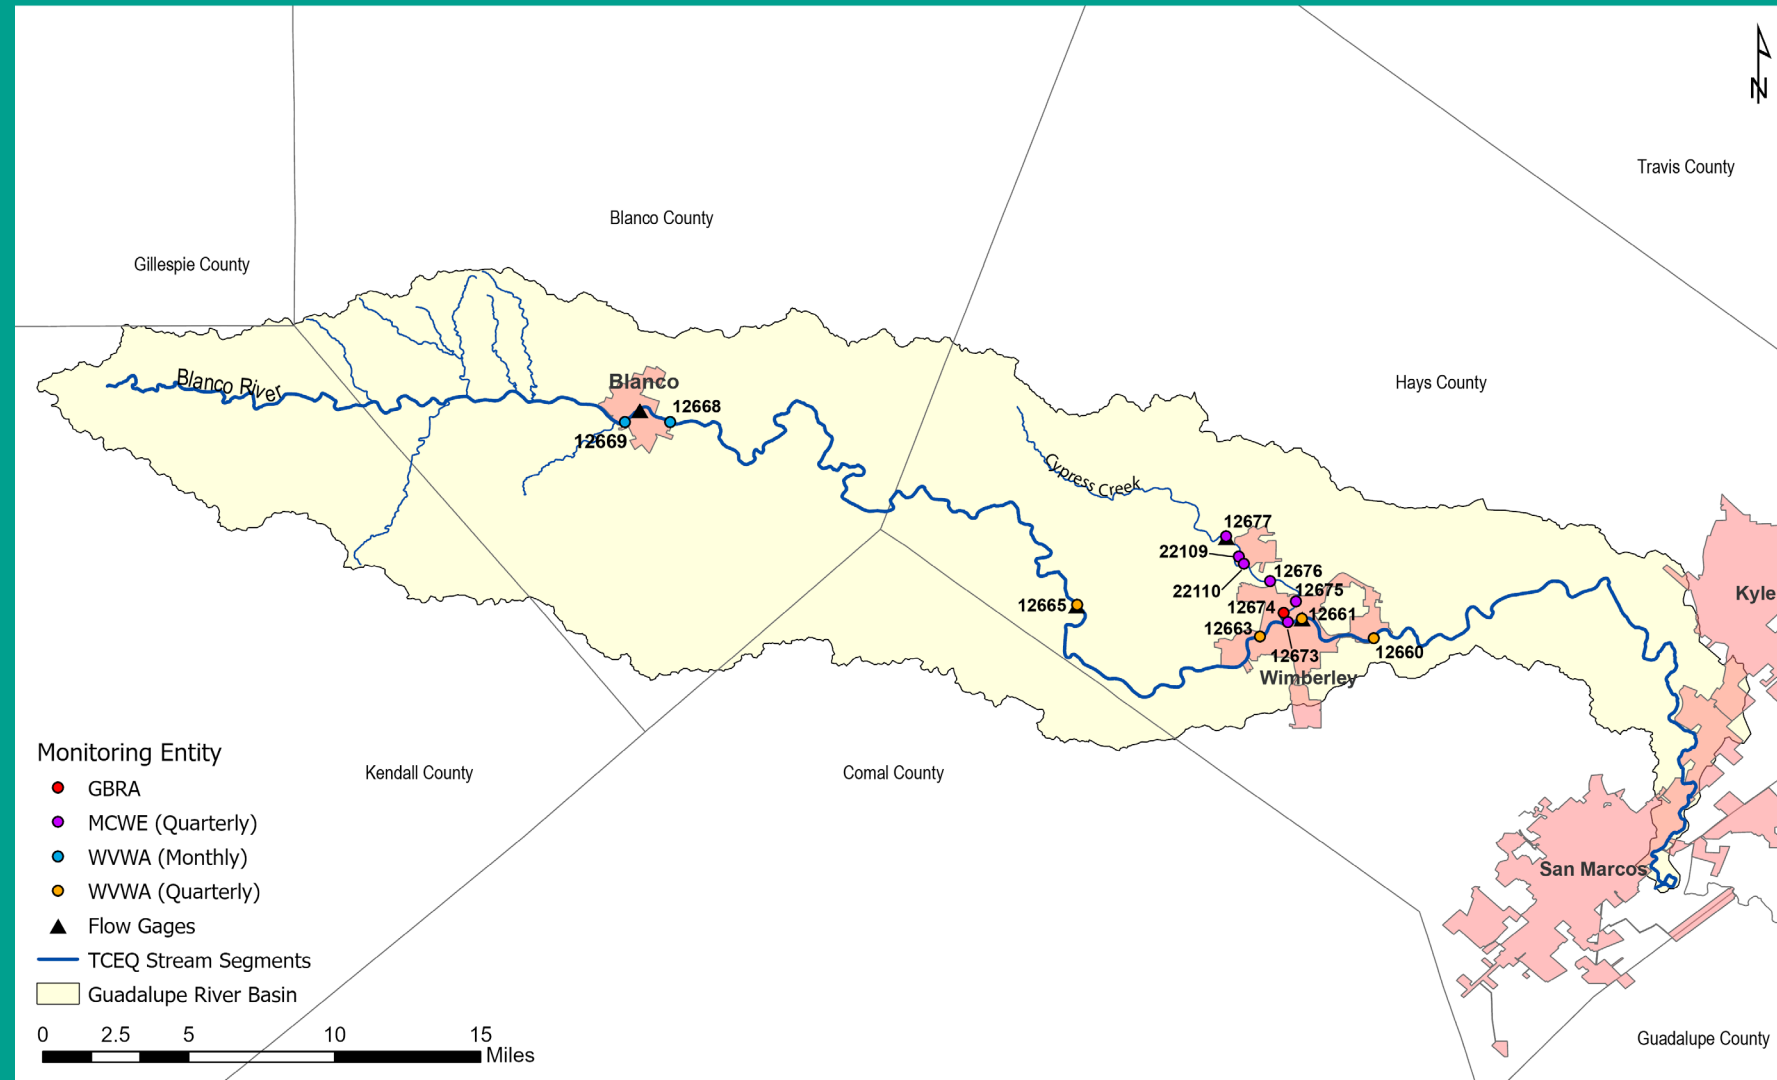 N
Travis County
Blanco County
Gillespie County
Hays County
Blanco River
Blanco
12668
12669
Cypress Creek
12677
22109
12676
22110
12675
12665
12674
12661
12663
12660
12673
Wimberley
Kyle
Kendall County
Comal County
San Marcos
Guadalupe County
Monitoring Entity
GBRA
MCWE (Quarterly)
WVWA (Monthly)
WVWA (Quarterly)
Flow Gages
TCEQ Stream Segments
Guadalupe River Basin
0 2.5 5 10 15
Miles